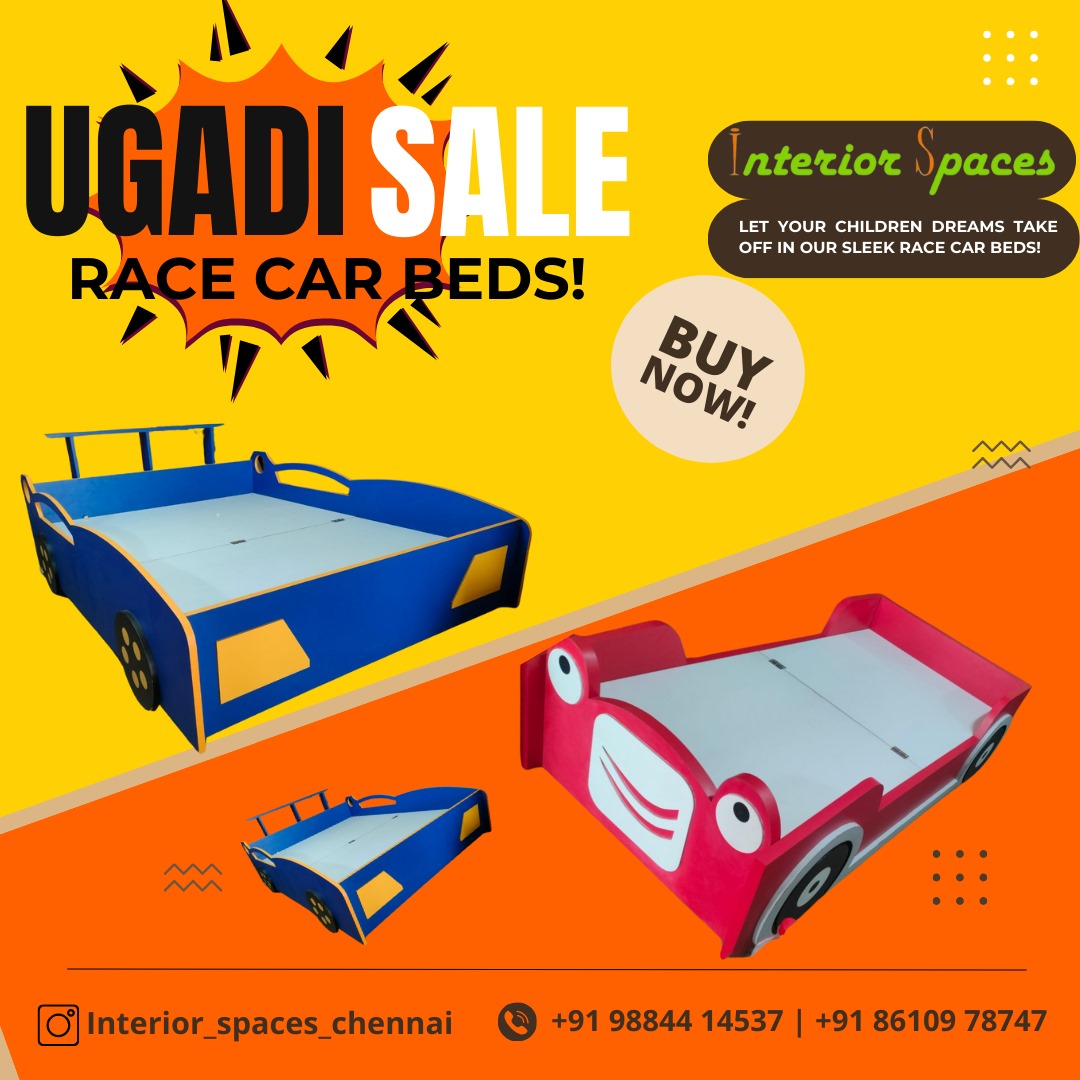 UGADI SALE
RACE CAR BEDS!
Interior Spaces
LET YOUR CHILDREN DREAMS TAKE
OFF IN OUR SLEEK RACE CAR BEDS!
BUY
NOW!
Interior_spaces_chennai
+91 98844 14537 | +91 86109 78747